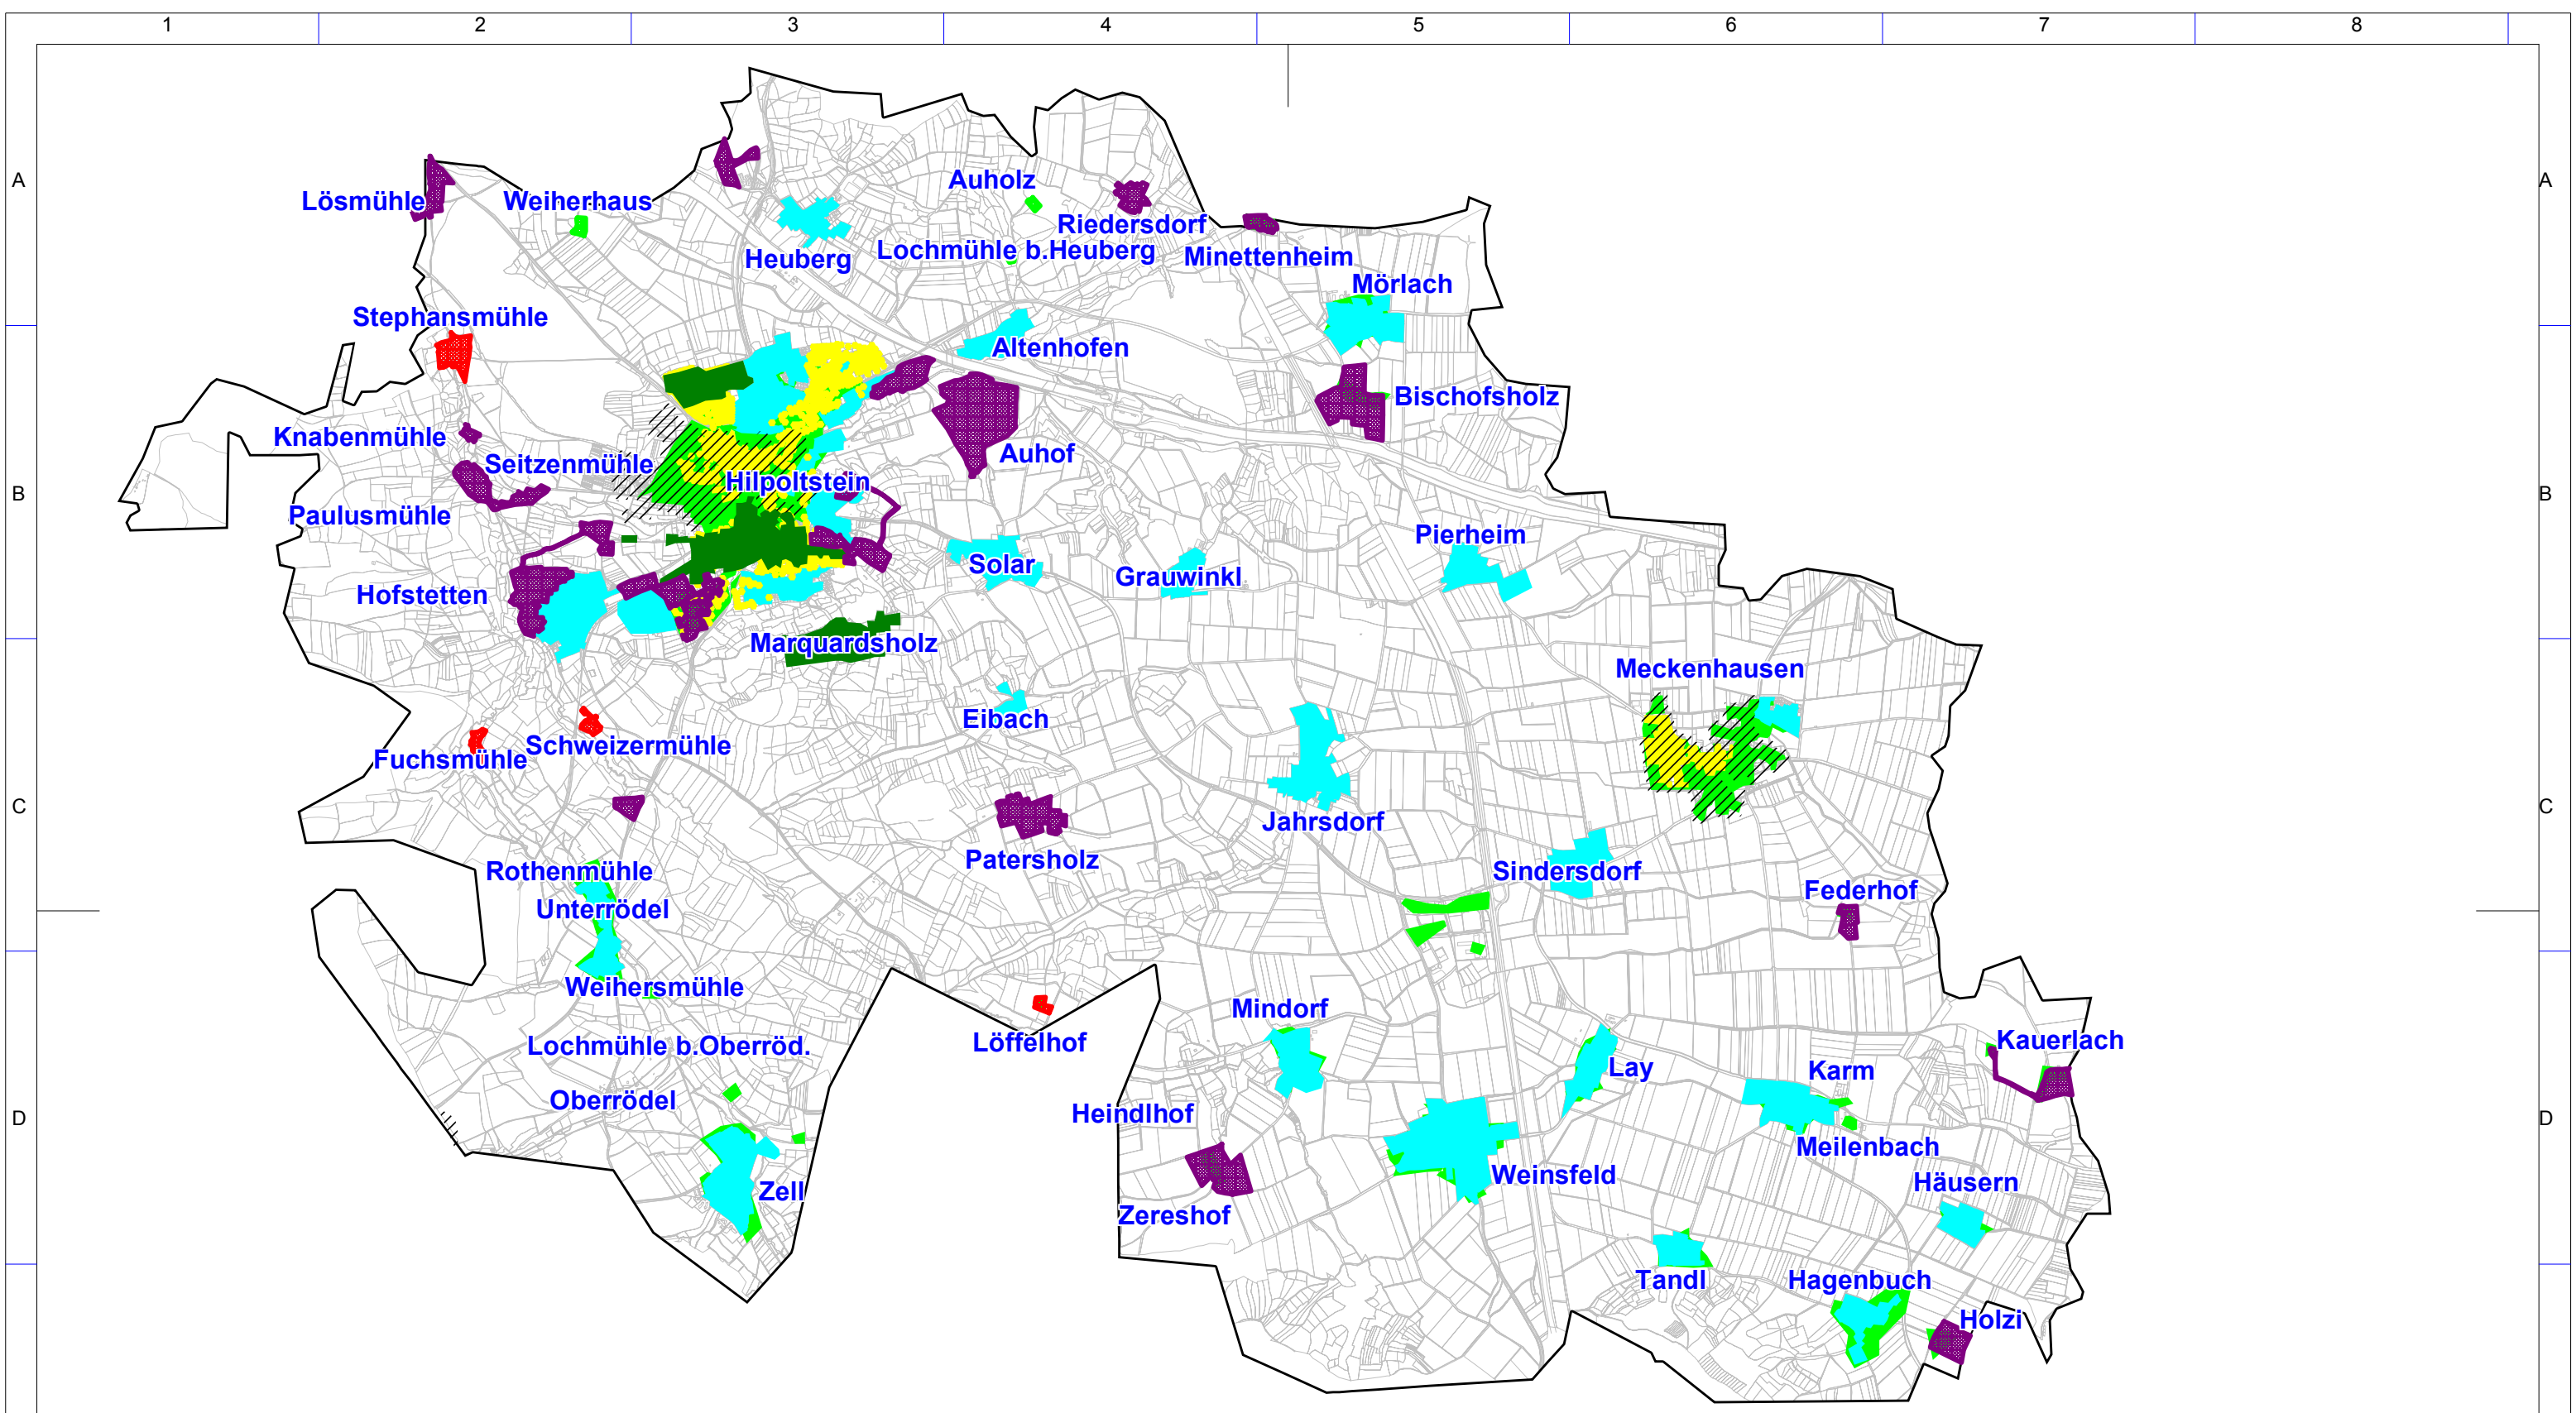 1 2 3 4 5 6 7 8
A A
Auholz
Lösmühle Weiherhaus
Riedersdorf
Lochmühle b.Heuberg
Heuberg Minettenheim
Mörlach
Stephansmühle
Altenhofen
Bischofsholz
Knabenmühle
Auhof
Seitzenmühle
Hilpoltstein
B B
Paulusmühle
Pierheim
Solar
Grauwinkl
Hofstetten
Marquardsholz
Meckenhausen
Eibach
Schweizermühle
Fuchsmühle
C C
Jahrsdorf
Patersholz
Rothenmühle Sindersdorf
Federhof
Unterrödel
Weihersmühle
Mindorf
Löffelhof Kauerlach
Lochmühle b.Oberröd.
Lay Karm
Oberrödel
Heindlhof
D D
Meilenbach
Weinsfeld
Häusern
Zell
Zereshof
Tandl Hagenbuch
Holzi